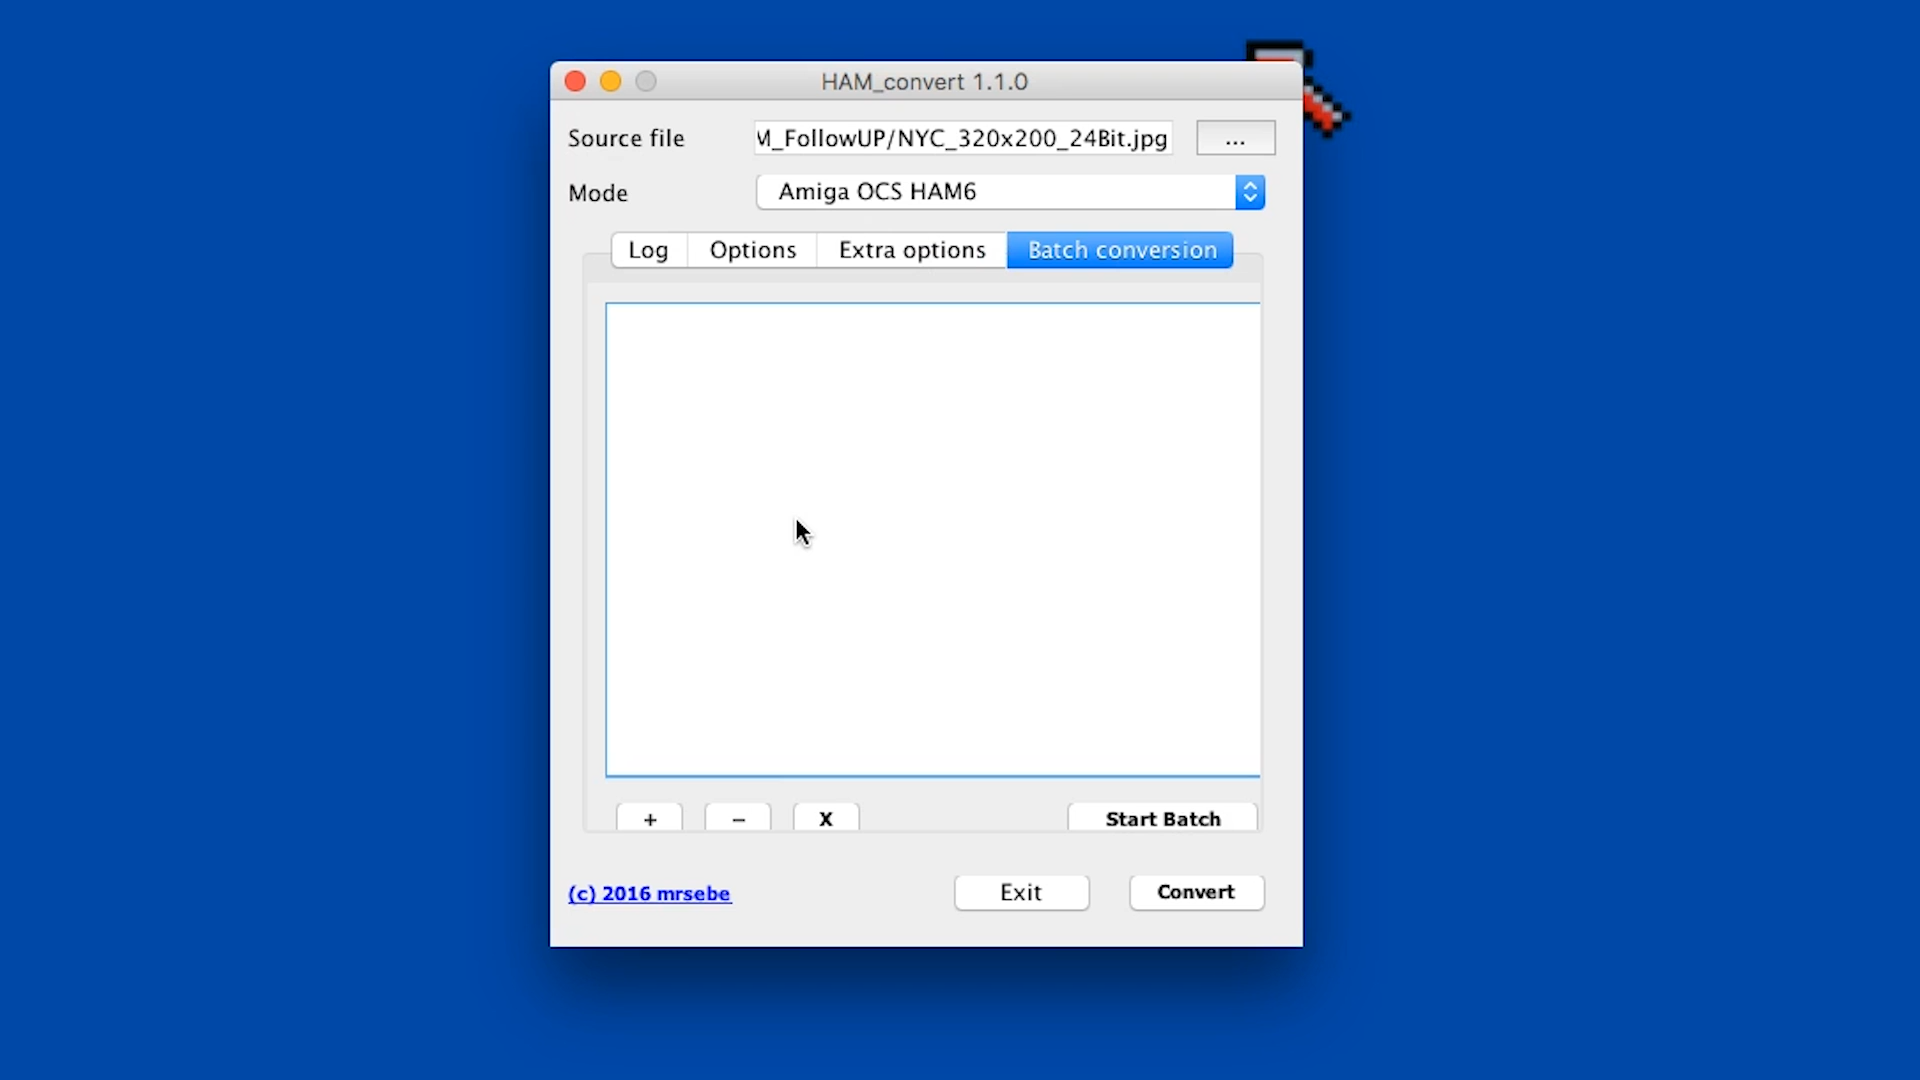 HAM_convert 1.1.0
Source file
M_FollowUP/NYC_320x200_24Bit.jpg
...
Mode
Amiga OCS HAM6
Log
Options
Extra options
Batch conversion
+
–
X
Start Batch
(c) 2016 mrsebe
Exit
Convert